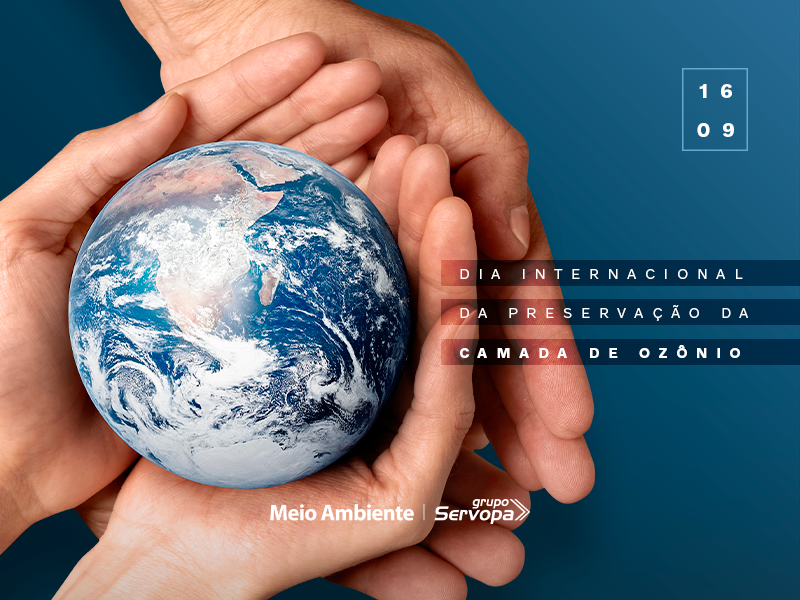 16
09
DIA INTERNACIONAL
DA PRESERVAÇÃO DA
CAMADA DE OZÔNIO
Meio Ambiente | grupo Servopa